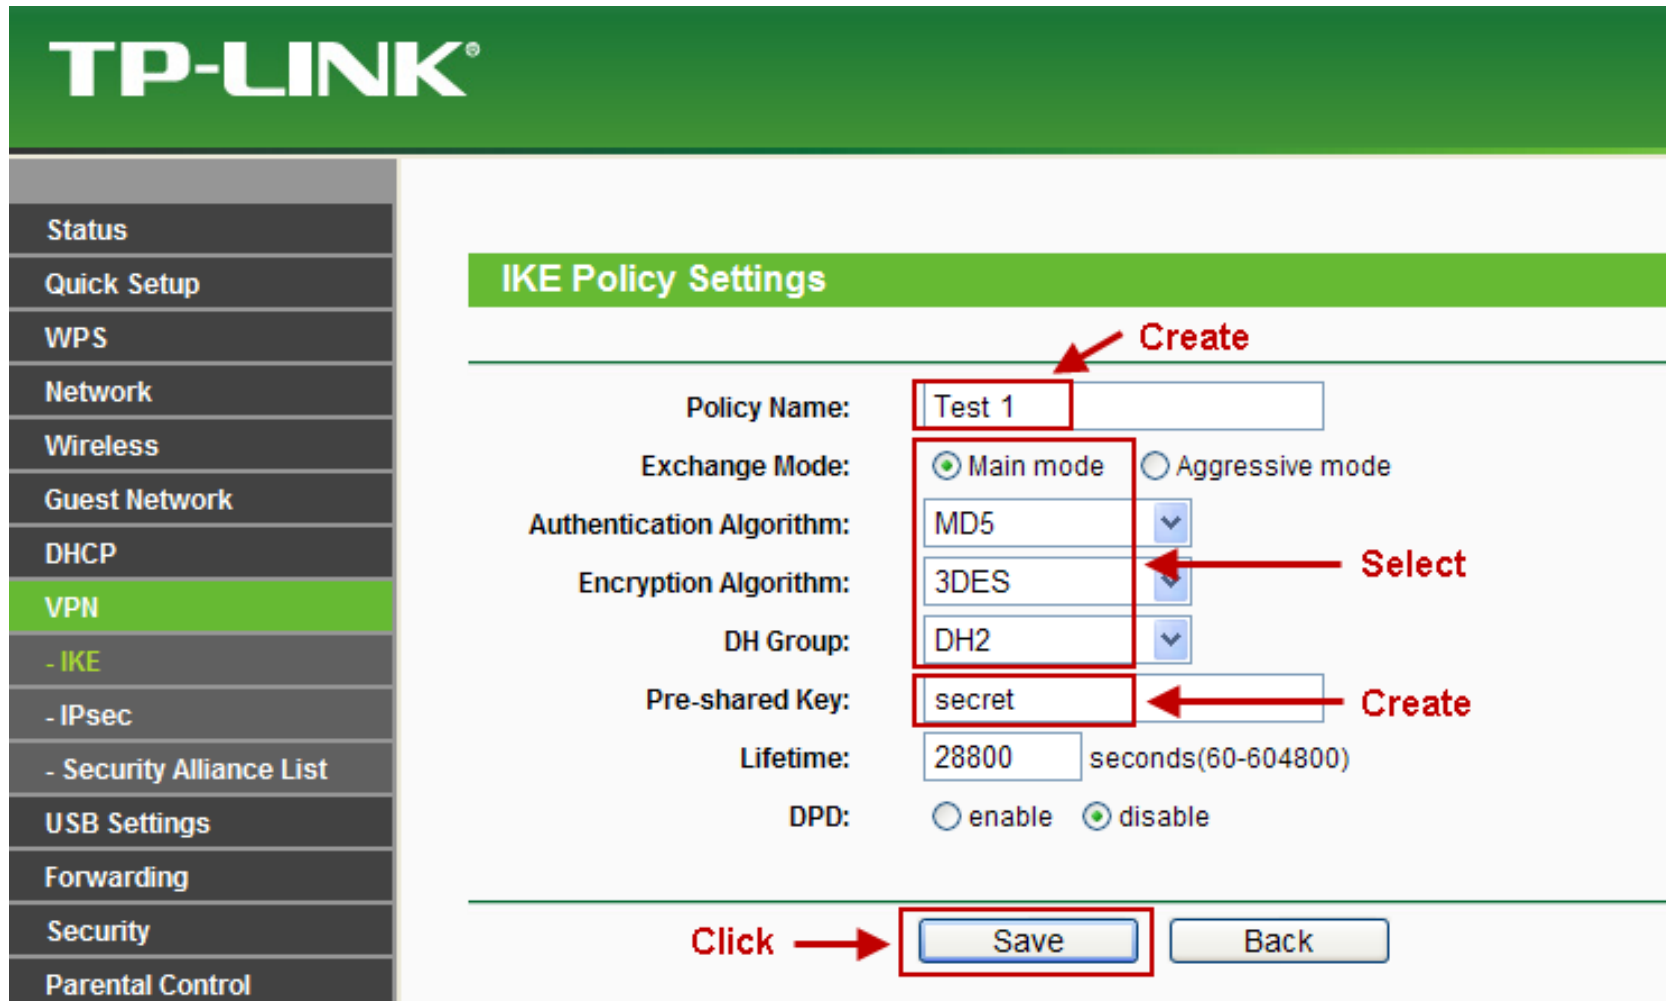 TP-LINK®
Status
Quick Setup
WPS
Network
Wireless
Guest Network
DHCP
VPN
- IKE
- IPsec
- Security Alliance List
USB Settings
Forwarding
Security
Parental Control
IKE Policy Settings
Create
Policy Name: Test 1
Exchange Mode: Main mode Aggressive mode
Authentication Algorithm: MD5
Select
Encryption Algorithm: 3DES
DH Group: DH2
Pre-shared Key: secret Create
Lifetime: 28800 seconds(60-604800)
DPD: enable disable
Click Save Back